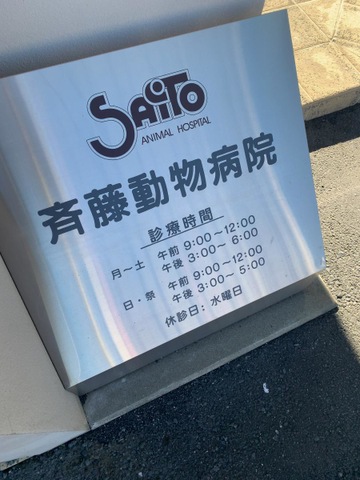 SAITO
ANIMAL HOSPITAL
斉藤動物病院
診療時間
月〜土 午前 9:00〜12:00
午後 3:00〜 6:00
日・祭 午前 9:00〜12:00
午後 3:00〜 5:00
休診日: 水曜日